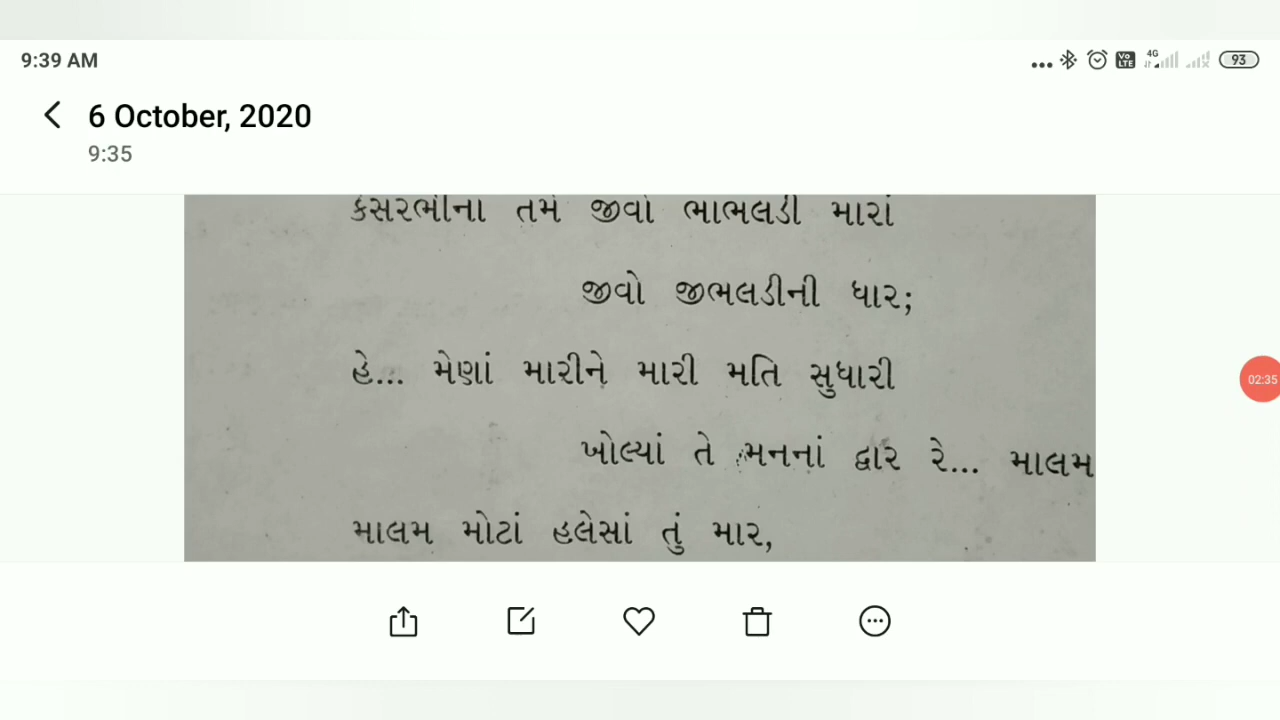 9:39 AM
4G
93
6 October, 2020
9:35
કેસરભીના તમે જીવો ભાભલડી મારાં
જીવો જીભલડીની ધાર;
હે... મેણાં મારીને મારી મતિ સુધારી
02:35
ખોલ્યાં તે મનનાં દ્વાર રે... માલમ
માલમ મોટાં હલેસાં તું માર,